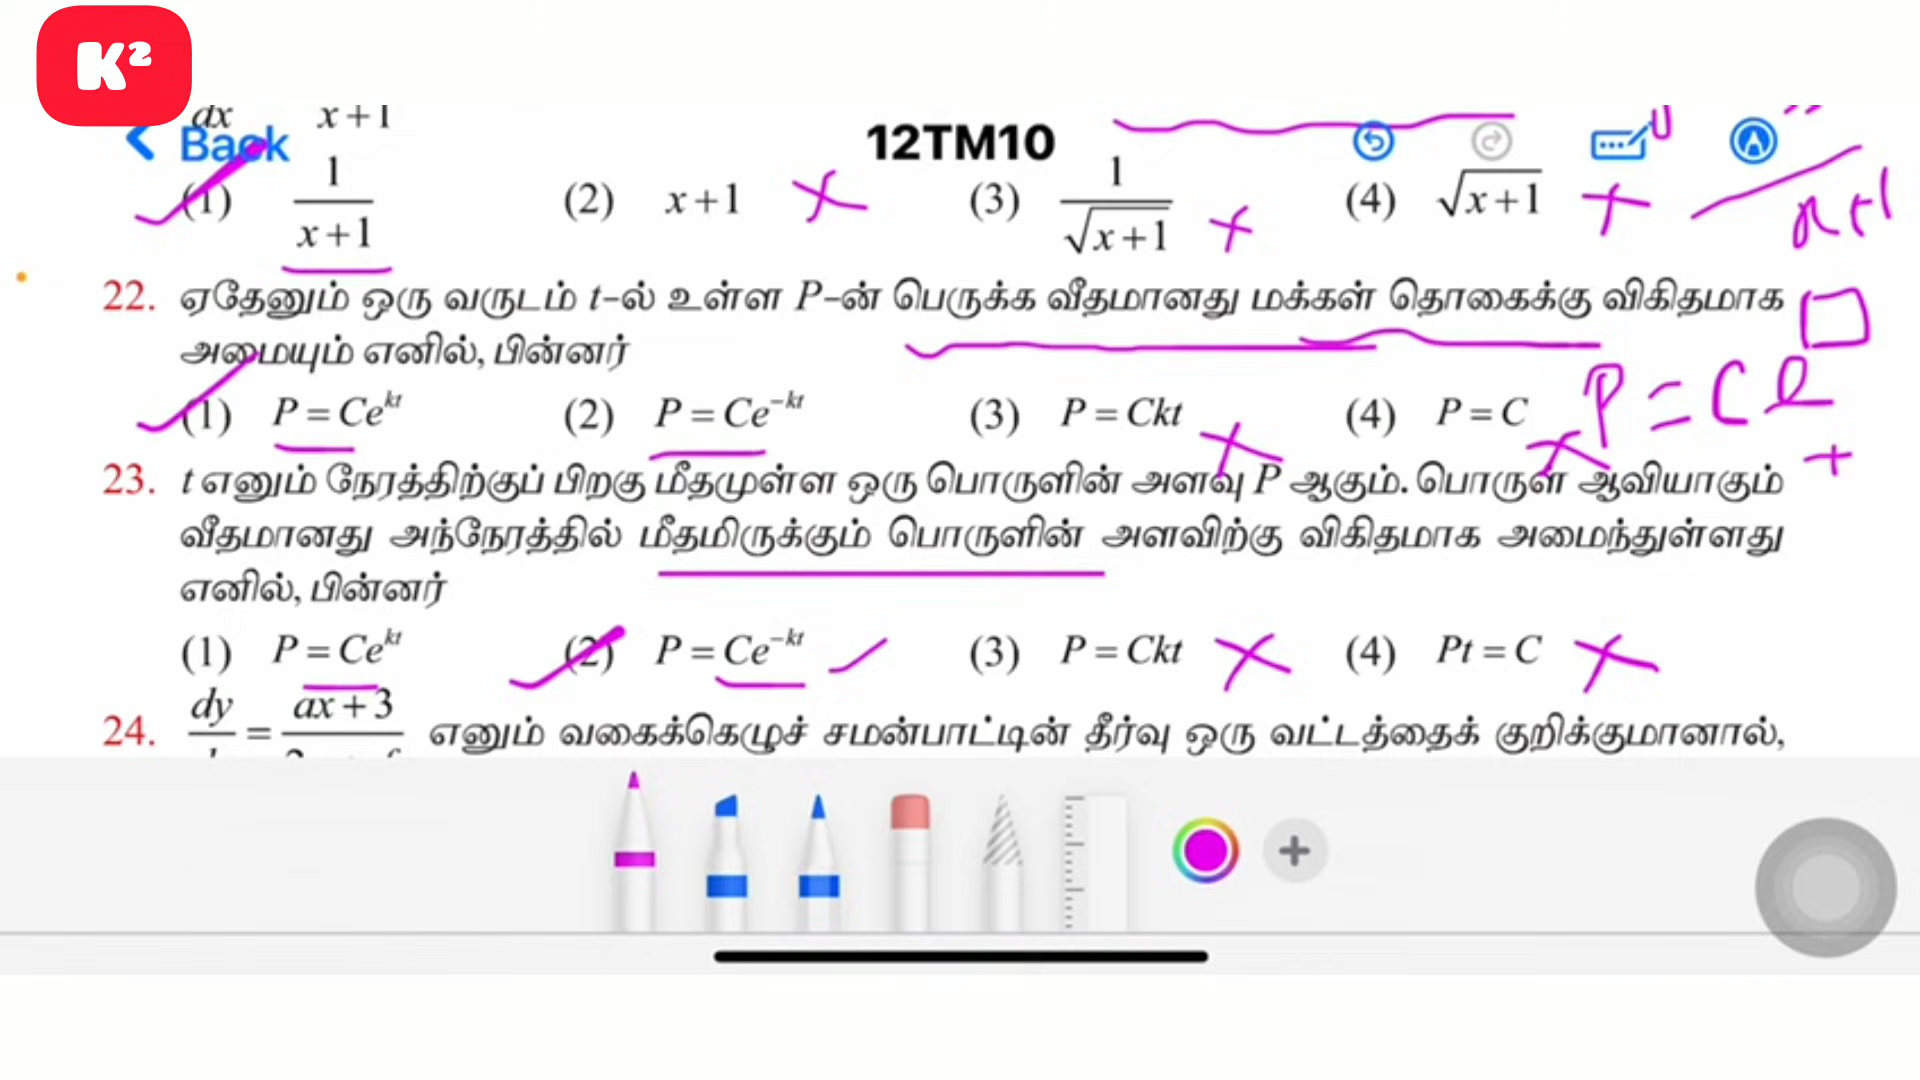 K²
dx x+1
Back
12TM10
(1) 1/(x+1) (2) x+1 (3) 1/√(x+1) (4) √(x+1)
x+1
22. ஏதேனும் ஒரு வருடம் t-ல் உள்ள P-ன் பெருக்க வீதமானது மக்கள் தொகைக்கு விகிதமாக
அமையும் எனில், பின்னர்
(1) P = Ce^{kt} (2) P = Ce^{-kt} (3) P = Ckt (4) P = C
P = Ce
+
23. t எனும் நேரத்திற்குப் பிறகு மீதமுள்ள ஒரு பொருளின் அளவு P ஆகும். பொருள் ஆவியாகும்
வீதமானது அந்நேரத்தில் மீதமிருக்கும் பொருளின் அளவிற்கு விகிதமாக அமைந்துள்ளது
எனில், பின்னர்
(1) P = Ce^{kt} (2) P = Ce^{-kt} (3) P = Ckt (4) Pt = C
24. dy = ax+3 எனும் வகைக்கெழுச் சமன்பாட்டின் தீர்வு ஒரு வட்டத்தைக் குறிக்குமானால்,